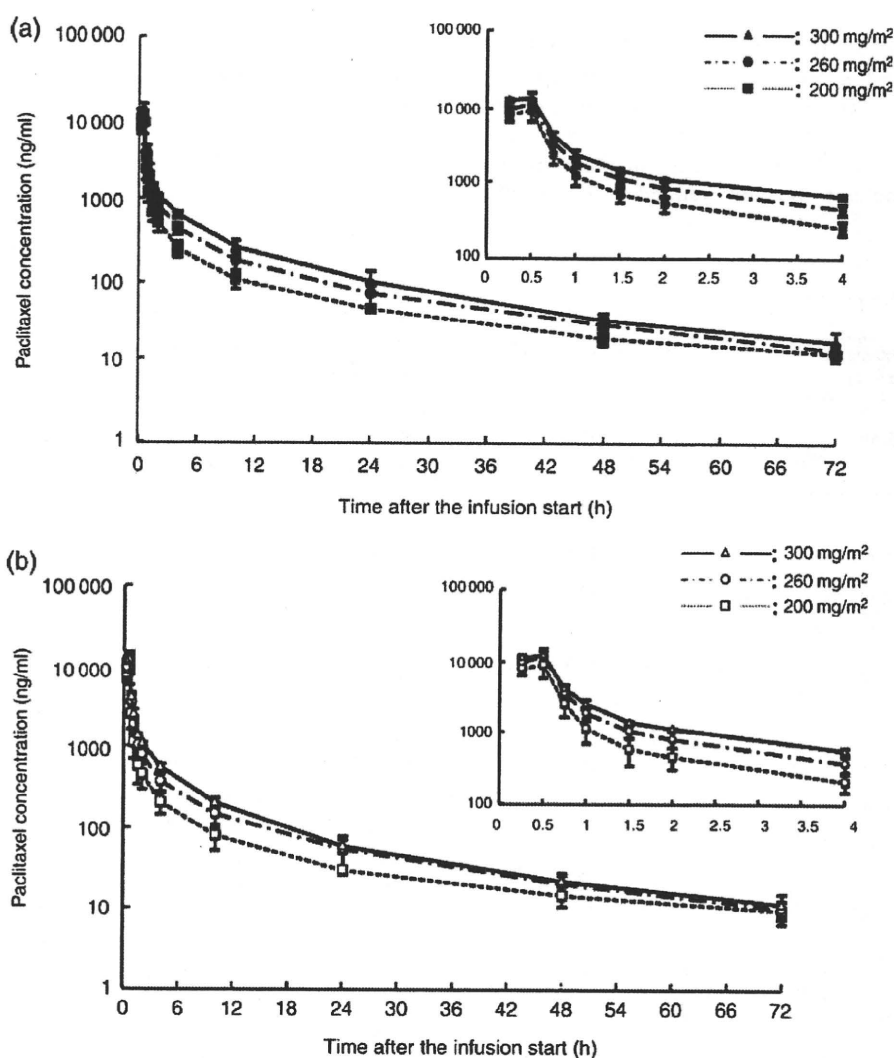 (a)
100 000
10 000
1000
100
10
1
Paclitaxel concentration (ng/ml)
0 6 12 18 24 30 36 42 48 54 60 66 72
Time after the infusion start (h)
100 000
10 000
1000
100
0 0.5 1.0 1.5 2.0 2.5 3.0 3.5 4
: 300 mg/m²
: 260 mg/m²
: 200 mg/m²
(b)
100 000
10 000
1000
100
10
1
Paclitaxel concentration (ng/ml)
0 6 12 18 24 30 36 42 48 54 60 66 72
Time after the infusion start (h)
100 000
10 000
1000
100
0 0.5 1.0 1.5 2.0 2.5 3.0 3.5 4
: 300 mg/m²
: 260 mg/m²
: 200 mg/m²